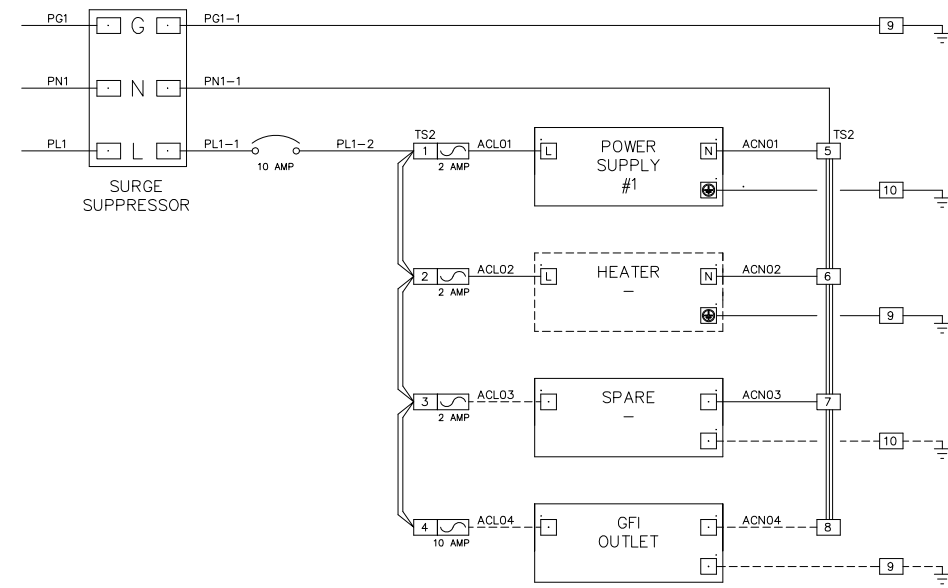 PG1 G PG1-1 9
PN1 N PN1-1
PL1 L PL1-1 10 AMP PL1-2
SURGE
SUPPRESSOR
TS2
1 2 AMP ACL01 L POWER
SUPPLY
#1 N ACN01 5 TS2
10
2 2 AMP ACL02 L HEATER
– N ACN02 6
9
3 2 AMP ACL03 SPARE
– ACN03 7
10
4 10 AMP ACL04 GFI
OUTLET ACN04 8
9